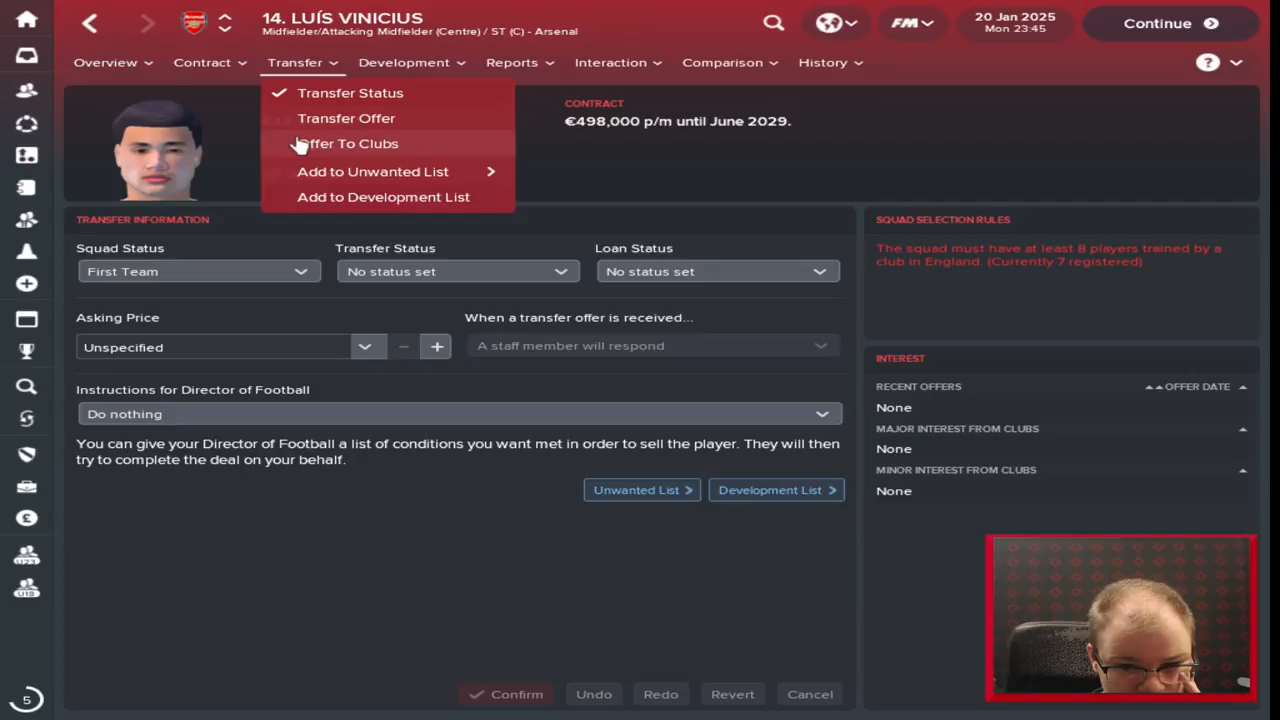 14. LUÍS VINICIUS
Midfielder/Attacking Midfielder (Centre) / ST (C) - Arsenal
FM
20 Jan 2025
Mon 23:45
Continue
Overview
Contract
Transfer
Development
Reports
Interaction
Comparison
History
?
Transfer Status
Transfer Offer
Offer To Clubs
Add to Unwanted List
Add to Development List
CONTRACT
€498,000 p/m until June 2029.
TRANSFER INFORMATION
Squad Status
Transfer Status
Loan Status
First Team
No status set
No status set
Asking Price
When a transfer offer is received...
Unspecified
A staff member will respond
Instructions for Director of Football
Do nothing
You can give your Director of Football a list of conditions you want met in order to sell the player. They will then
try to complete the deal on your behalf.
Unwanted List
Development List
SQUAD SELECTION RULES
The squad must have at least 8 players trained by a
club in England. (Currently 7 registered)
INTEREST
RECENT OFFERS
OFFER DATE
None
MAJOR INTEREST FROM CLUBS
None
MINOR INTEREST FROM CLUBS
None
U23
U18
5
Confirm
Undo
Redo
Revert
Cancel